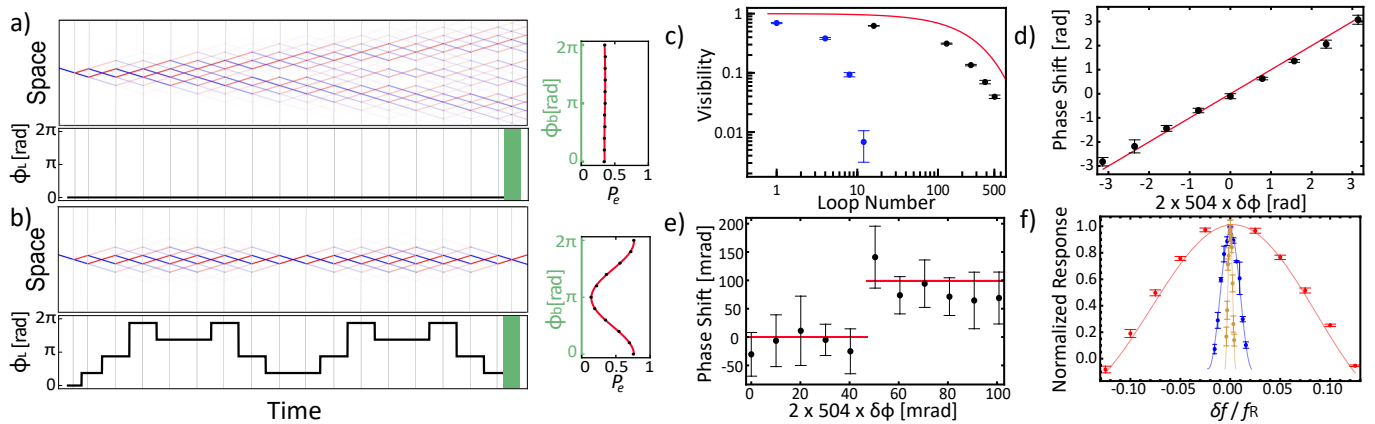 a)
Space
ϕL [rad]
2π
π
0
2π
π
0
ϕb[rad]
0 0.5 1
Pe
b)
Space
ϕL [rad]
2π
π
0
Time
2π
π
0
ϕb[rad]
0 0.5 1
Pe
c)
Visibility
1
0.1
0.01
1 10 100 500
Loop Number
d)
Phase Shift [rad]
3
2
1
0
-1
-2
-3
-3 -2 -1 0 1 2 3
2 x 504 x δϕ [rad]
e)
Phase Shift [mrad]
200
150
100
50
0
-50
0 20 40 60 80 100
2 x 504 x δϕ [mrad]
f)
Normalized Response
1.0
0.8
0.6
0.4
0.2
0.0
-0.10 -0.05 0.00 0.05 0.10
δf / fR